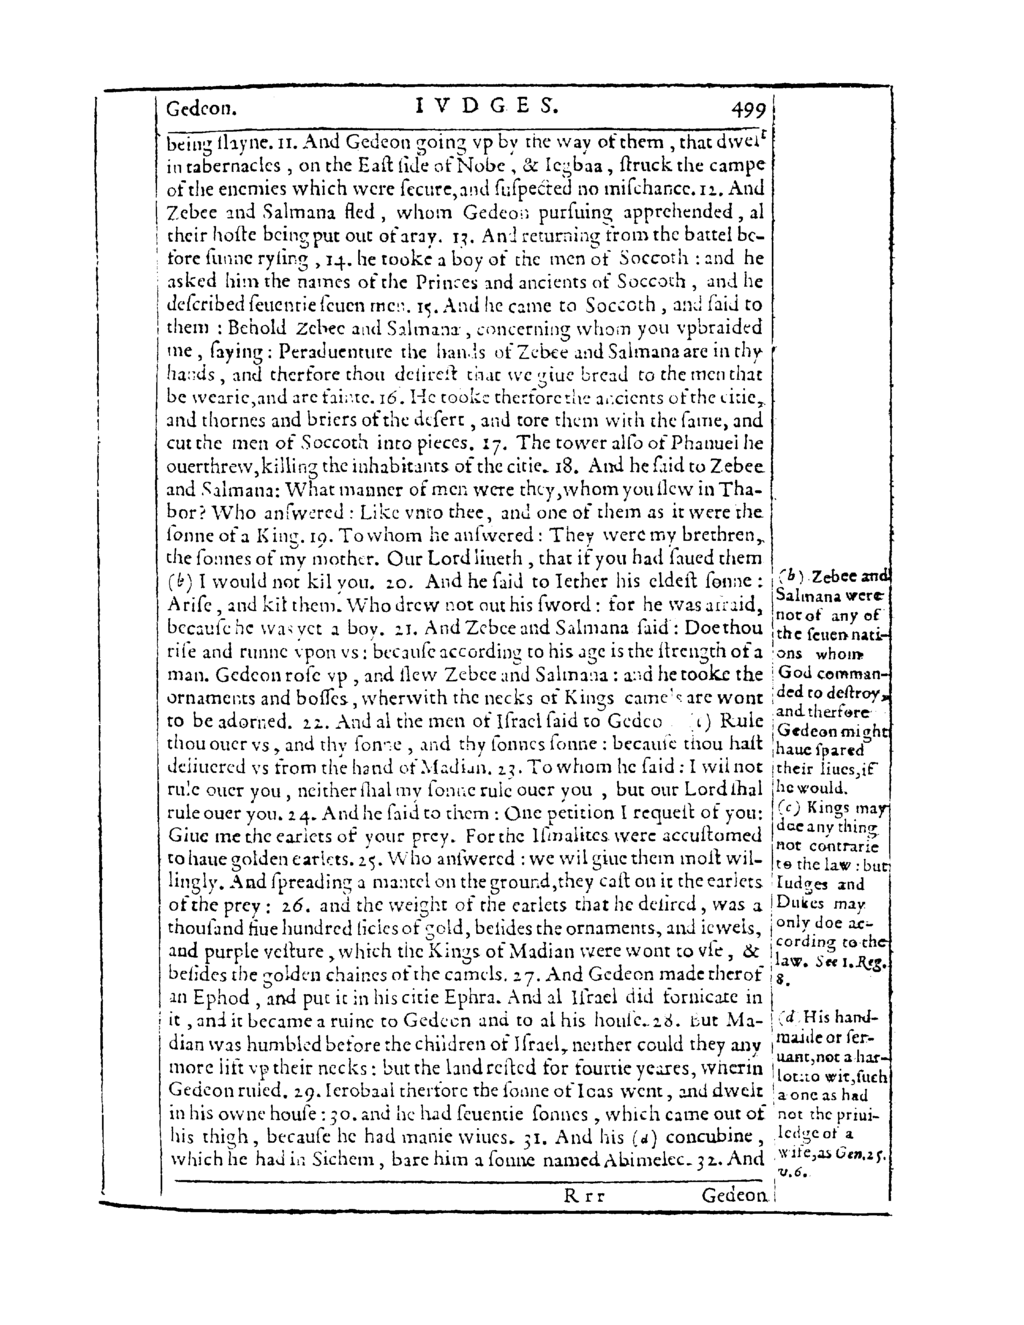 Gedeon. IVDGES. 499
being ſlayne. 11. And Gedeon going vp by the way of them, that dwelt
in tabernacles, on the Eaſt ſide of Nobe, & Iegbaa, ſtruck the campe
of the enemies which were ſecure, and ſuſpected no miſchance. 12. And
Zebee and Salmana fled, whom Gedeon purſuing apprehended, al
their hoſte being put out of aray. 13. And returning from the battel be-
fore ſunne ryſing, 14. he tooke a boy of the men of Soccoth: and he
asked him the names of the Princes and ancients of Soccoth, and he
deſcribed ſeuentie ſeuen men. 15. And he came to Soccoth, and ſaid to
them: Behold Zebee and Salmana, concerning whom you vpbraided
me, ſaying: Peraduenture the hands of Zebee and Salmana are in thy
hands, and therfore thou deſireſt that we giue bread to the men that
be wearie, and are fainte. 16. He tooke therfore the ancients of the citie,
and thornes and briers of the deſert, and tore them with the ſame, and
cut the men of Soccoth into pieces. 17. The tower alſo of Phanuel he
ouerthrew, killing the inhabitants of the citie. 18. And he ſaid to Zebee
and Salmana: What manner of men were they, whom you ſlew in Tha-
bor? Who anſwered: Like vnto thee, and one of them as it were the
ſonne of a King. 19. To whom he anſwered: They were my brethren,
the ſonnes of my mother. Our Lord liueth, that if you had ſaued them
(b) I would not kil you. 20. And he ſaid to Iether his eldeſt ſonne:
Ariſe, and kil them. Who drew not out his ſword: for he was afraid,
becauſe he was yet a boy. 21. And Zebee and Salmana ſaid: Doe thou
riſe and runne vpon vs: becauſe according to his age is the ſtrength of a
man. Gedeon roſe vp, and ſlew Zebee and Salmana: and he tooke the
ornaments and boſſes, wherwith the necks of Kings camels are wont
to be adorned. 22. And al the men of Iſrael ſaid to Gedeo (c) Rule
thou ouer vs, and thy ſonne, and thy ſonnes ſonne: becauſe thou haſt
deliuered vs from the hand of Madian. 23. To whom he ſaid: I wil not
rule ouer you, neither ſhal my ſonne rule ouer you, but our Lord ſhal
rule ouer you. 24. And he ſaid to them: One petition I requeſt of you:
Giue me the earlets of your prey. For the Iſmalites were accuſtomed
to haue golden earlets. 25. Who anſwered: we wil giue them moſt wil-
lingly. And ſpreading a mantel on the ground, they caſt on it the earlets
of the prey: 26. and the weight of the earlets that he deſired, was a
thouſand fiue hundred ſicles of gold, beſides the ornaments, and iewels,
and purple veſture, which the Kings of Madian were wont to vſe, &
beſides the golden chaines of the camels. 27. And Gedeon made therof
an Ephod, and put it in his citie Ephra. And al Iſrael did fornicate in
it, and it became a ruine to Gedeon and to al his houſe. 28. But Ma-
dian was humbled before the children of Iſrael, neither could they any
more lift vp their necks: but the land reſted for fourtie yeares, wherin
Gedeon ruled. 29. Ierobaal therfore the ſonne of Ioas went, and dwelt
in his owne houſe: 30. and he had ſeuentie ſonnes, which came out of
his thigh, becauſe he had manie wiues. 31. And his (d) concubine,
which he had in Sichem, bare him a ſonne named Abimelec. 32. And
Rrr Gedeon
(b) Zebee and
Salmana were
not of any of
the ſeuen nati-
ons whom
God comman-
ded to deſtroy,
and therfore
Gedeon might
haue ſpared
their liues, if
he would.
(c) Kings may
doe any thing
not contrarie
to the law: but
Iudges and
Dukes may
only doe ac-
cording to the
law. See 1. Reg.
8.
(d His hand-
maide or ſer-
uant, not a har-
lot: to wit, ſuch
a one as had
not the priui-
ledge of a
wife, as Gen. 25.
v. 6.